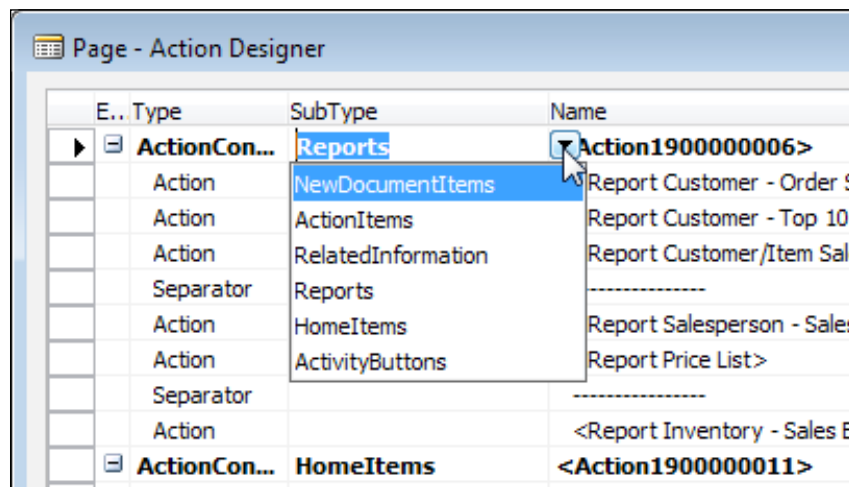 Page - Action Designer
E.. Type SubType Name
ActionCon... Reports Action1900000006>
Action NewDocumentItems Report Customer - Order
Action ActionItems Report Customer - Top 10
Action RelatedInformation Report Customer/Item Sal
Separator Reports ---------------
Action HomeItems Report Salesperson - Sale
Action ActivityButtons Report Price List>
Separator ----------------
Action <Report Inventory - Sales
ActionCon... HomeItems <Action1900000011>